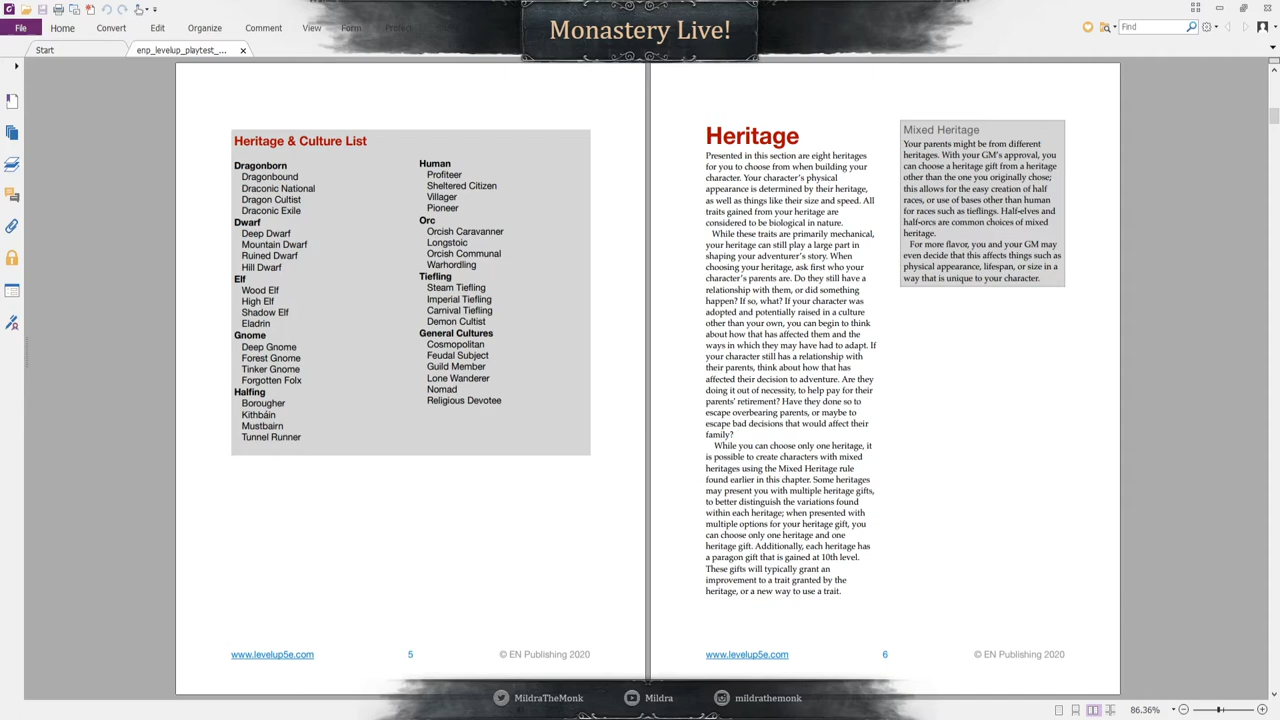 Monastery Live!
File
Home
Convert
Edit
Organize
Comment
View
Form
Protect
Find
Start
enp_levelup_playtest_...
Heritage & Culture List
Dragonborn
Dragonbound
Draconic National
Dragon Cultist
Draconic Exile
Dwarf
Deep Dwarf
Mountain Dwarf
Ruined Dwarf
Hill Dwarf
Elf
Wood Elf
High Elf
Shadow Elf
Eladrin
Gnome
Deep Gnome
Forest Gnome
Tinker Gnome
Forgotten Folx
Halfing
Borougher
Kithbáin
Mustbairn
Tunnel Runner
Human
Profiteer
Sheltered Citizen
Villager
Pioneer
Orc
Orcish Caravanner
Longstoic
Orcish Communal
Warhordling
Tiefling
Steam Tiefling
Imperial Tiefling
Carnival Tiefling
Demon Cultist
General Cultures
Cosmopolitan
Feudal Subject
Guild Member
Lone Wanderer
Nomad
Religious Devotee
www.levelup5e.com
5
© EN Publishing 2020
Heritage
Presented in this section are eight heritages
for you to choose from when building your
character. Your character's physical
appearance is determined by their heritage,
as well as things like their size and speed. All
traits gained from your heritage are
considered to be biological in nature.
While these traits are primarily mechanical,
your heritage can still play a large part in
shaping your adventurer's story. When
choosing your heritage, ask first who your
character's parents are. Do they still have a
relationship with them, or did something
happen? If so, what? If your character was
adopted and potentially raised in a culture
other than your own, you can begin to think
about how that has affected them and the
ways in which they may have had to adapt. If
your character still has a relationship with
their parents, think about how that has
affected their decision to adventure. Are they
doing it out of necessity, to help pay for their
parents' retirement? Have they done so to
escape overbearing parents, or maybe to
escape bad decisions that would affect their
family?
While you can choose only one heritage, it
is possible to create characters with mixed
heritages using the Mixed Heritage rule
found earlier in this chapter. Some heritages
may present you with multiple heritage gifts,
to better distinguish the variations found
within each heritage; when presented with
multiple options for your heritage gift, you
can choose only one heritage and one
heritage gift. Additionally, each heritage has
a paragon gift that is gained at 10th level.
These gifts will typically grant an
improvement to a trait granted by the
heritage, or a new way to use a trait.
Mixed Heritage
Your parents might be from different
heritages. With your GM's approval, you
can choose a heritage gift from a heritage
other than the one you originally chose;
this allows for the easy creation of half
races, or use of bases other than human
for races such as tieflings. Half-elves and
half-orcs are common choices of mixed
heritage.
For more flavor, you and your GM may
even decide that this affects things such as
physical appearance, lifespan, or size in a
way that is unique to your character.
www.levelup5e.com
6
© EN Publishing 2020
MildraTheMonk
Mildra
mildrathemonk
86.36%